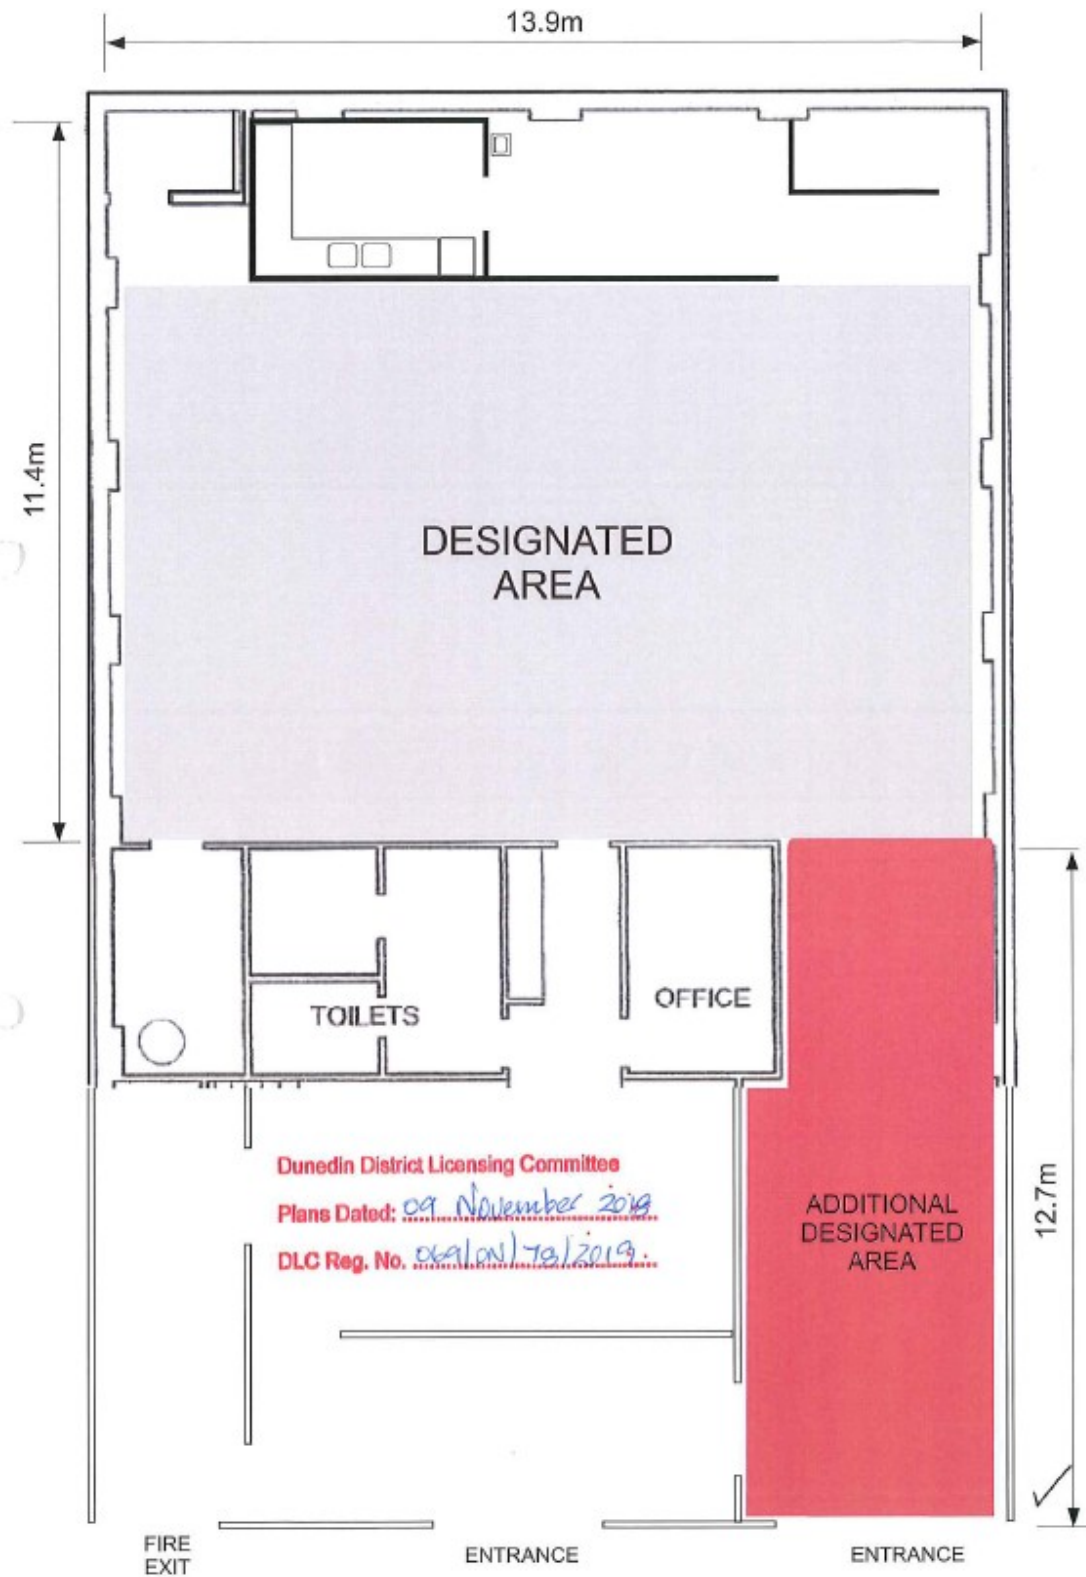 13.9m
11.4m
DESIGNATED
AREA
TOILETS
OFFICE
Dunedin District Licensing Committee
Plans Dated: 09 November 2018
DLC Reg. No. 069/ON/78/2019.
ADDITIONAL
DESIGNATED
AREA
12.7m
FIRE
EXIT
ENTRANCE
ENTRANCE